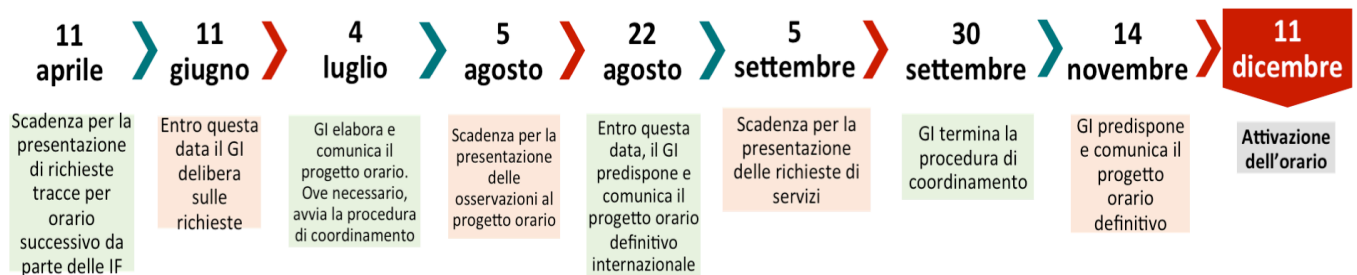 11
aprile
Scadenza per la
presentazione
di richieste
tracce per
orario
successivo da
parte delle IF
11
giugno
Entro questa
data il GI
delibera
sulle
richieste
4
luglio
GI elabora e
comunica il
progetto orario.
Ove necessario,
avvia la procedura
di coordinamento
5
agosto
Scadenza per la
presentazione
delle
osservazioni al
progetto orario
22
agosto
Entro questa
data, il GI
predispone e
comunica il
progetto orario
definitivo
internazionale
5
settembre
Scadenza per la
presentazione
delle richieste di
servizi
30
settembre
GI termina la
procedura di
coordinamento
14
novembre
GI predispone
e comunica il
progetto
orario
definitivo
11
dicembre
Attivazione
dell'orario